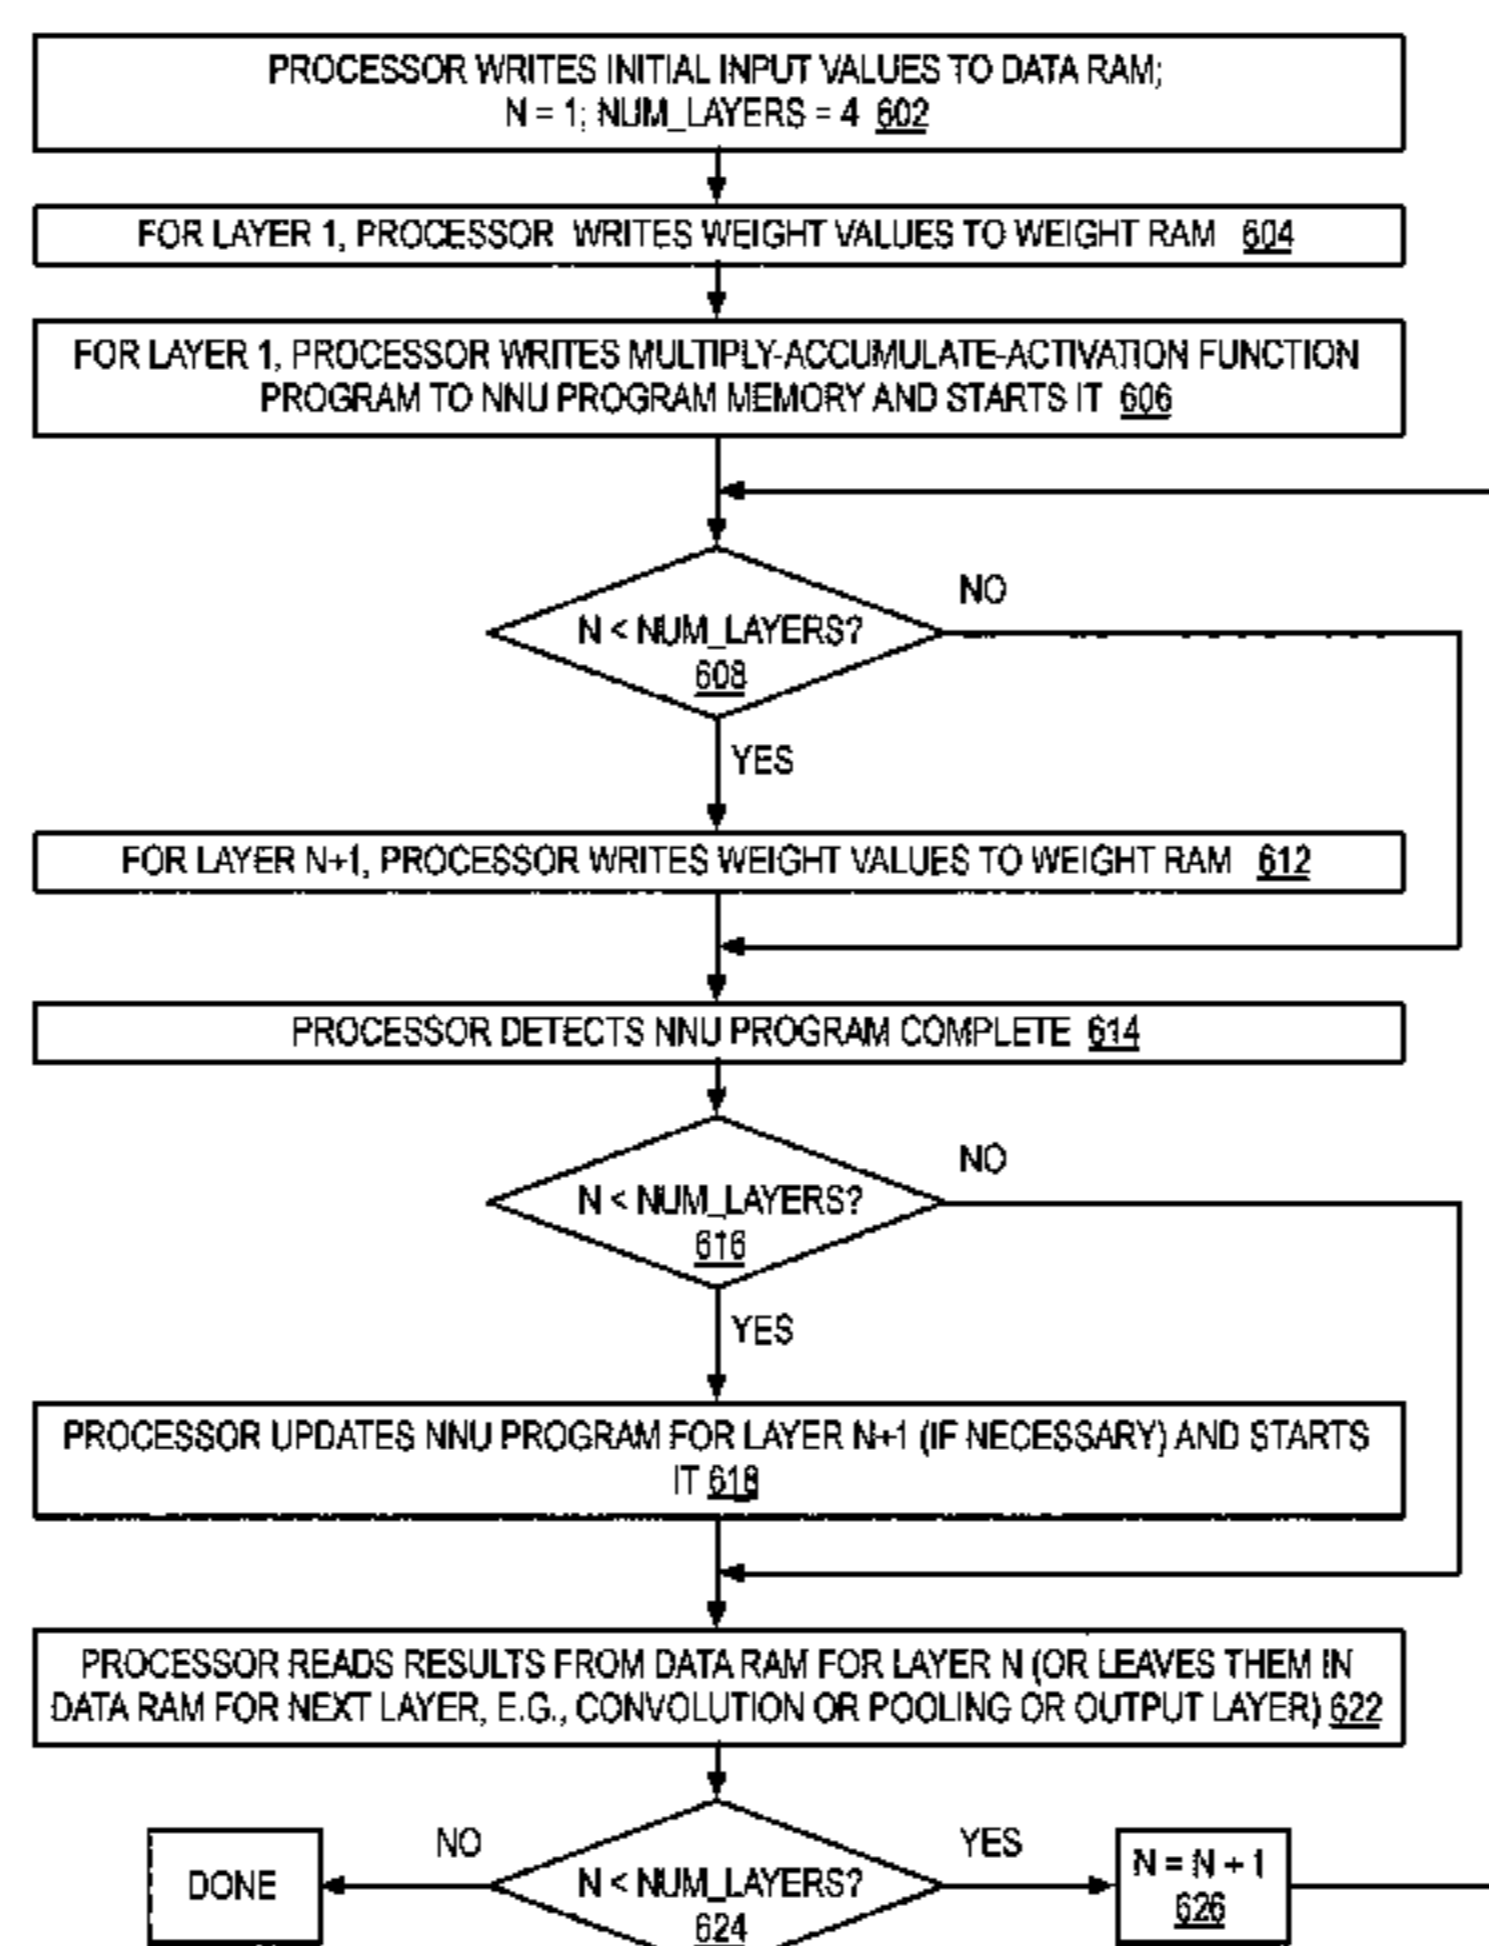 PROCESSOR WRITES INITIAL INPUT VALUES TO DATA RAM;
N = 1; NUM_LAYERS = 4 602
FOR LAYER 1, PROCESSOR WRITES WEIGHT VALUES TO WEIGHT RAM 604
FOR LAYER 1, PROCESSOR WRITES MULTIPLY-ACCUMULATE-ACTIVATION FUNCTION
PROGRAM TO NNU PROGRAM MEMORY AND STARTS IT 606
NO
N < NUM_LAYERS?
608
YES
FOR LAYER N+1, PROCESSOR WRITES WEIGHT VALUES TO WEIGHT RAM 612
PROCESSOR DETECTS NNU PROGRAM COMPLETE 614
NO
N < NUM_LAYERS?
616
YES
PROCESSOR UPDATES NNU PROGRAM FOR LAYER N+1 (IF NECESSARY) AND STARTS
IT 618
PROCESSOR READS RESULTS FROM DATA RAM FOR LAYER N (OR LEAVES THEM IN
DATA RAM FOR NEXT LAYER, E.G., CONVOLUTION OR POOLING OR OUTPUT LAYER) 622
NO
YES
DONE
N < NUM_LAYERS?
624
N = N + 1
626